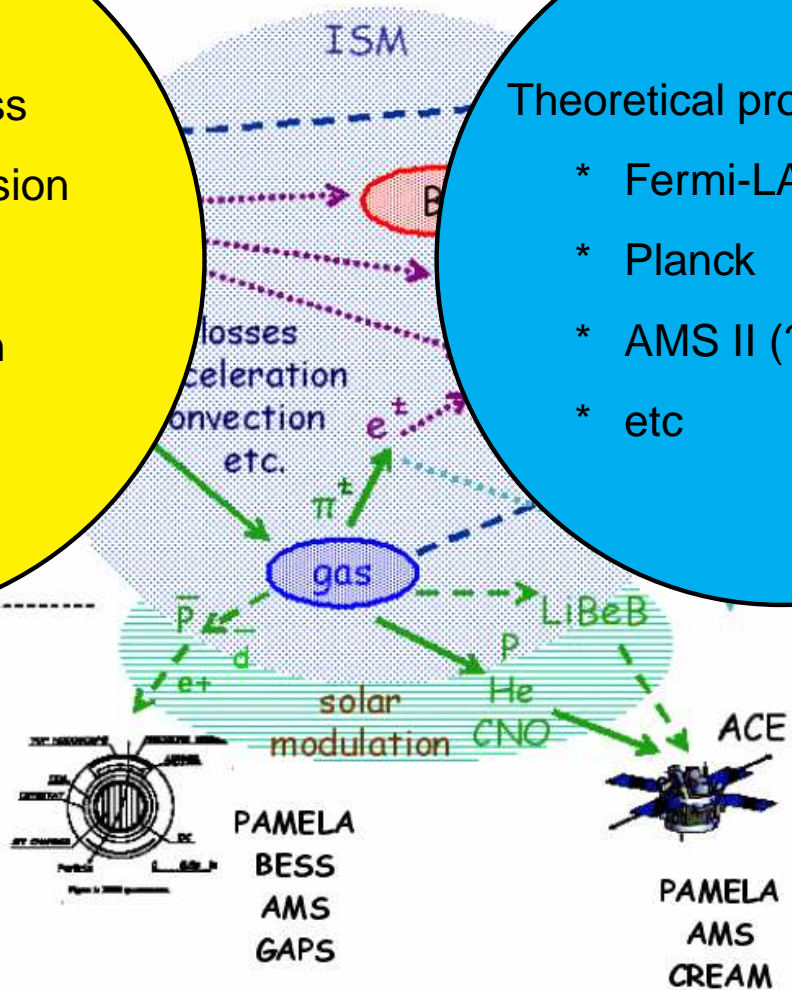 ISM
Theoretical pro
* Fermi-LA
* Planck
* AMS II (?
* etc
ss
sion
n
B
losses
celeration
onvection
etc.
e±
π±
gas
p̅
d̅
e+
LiBeB
P
He
CNO
solar
modulation
ACE
PAMELA
BESS
AMS
GAPS
PAMELA
AMS
CREAM